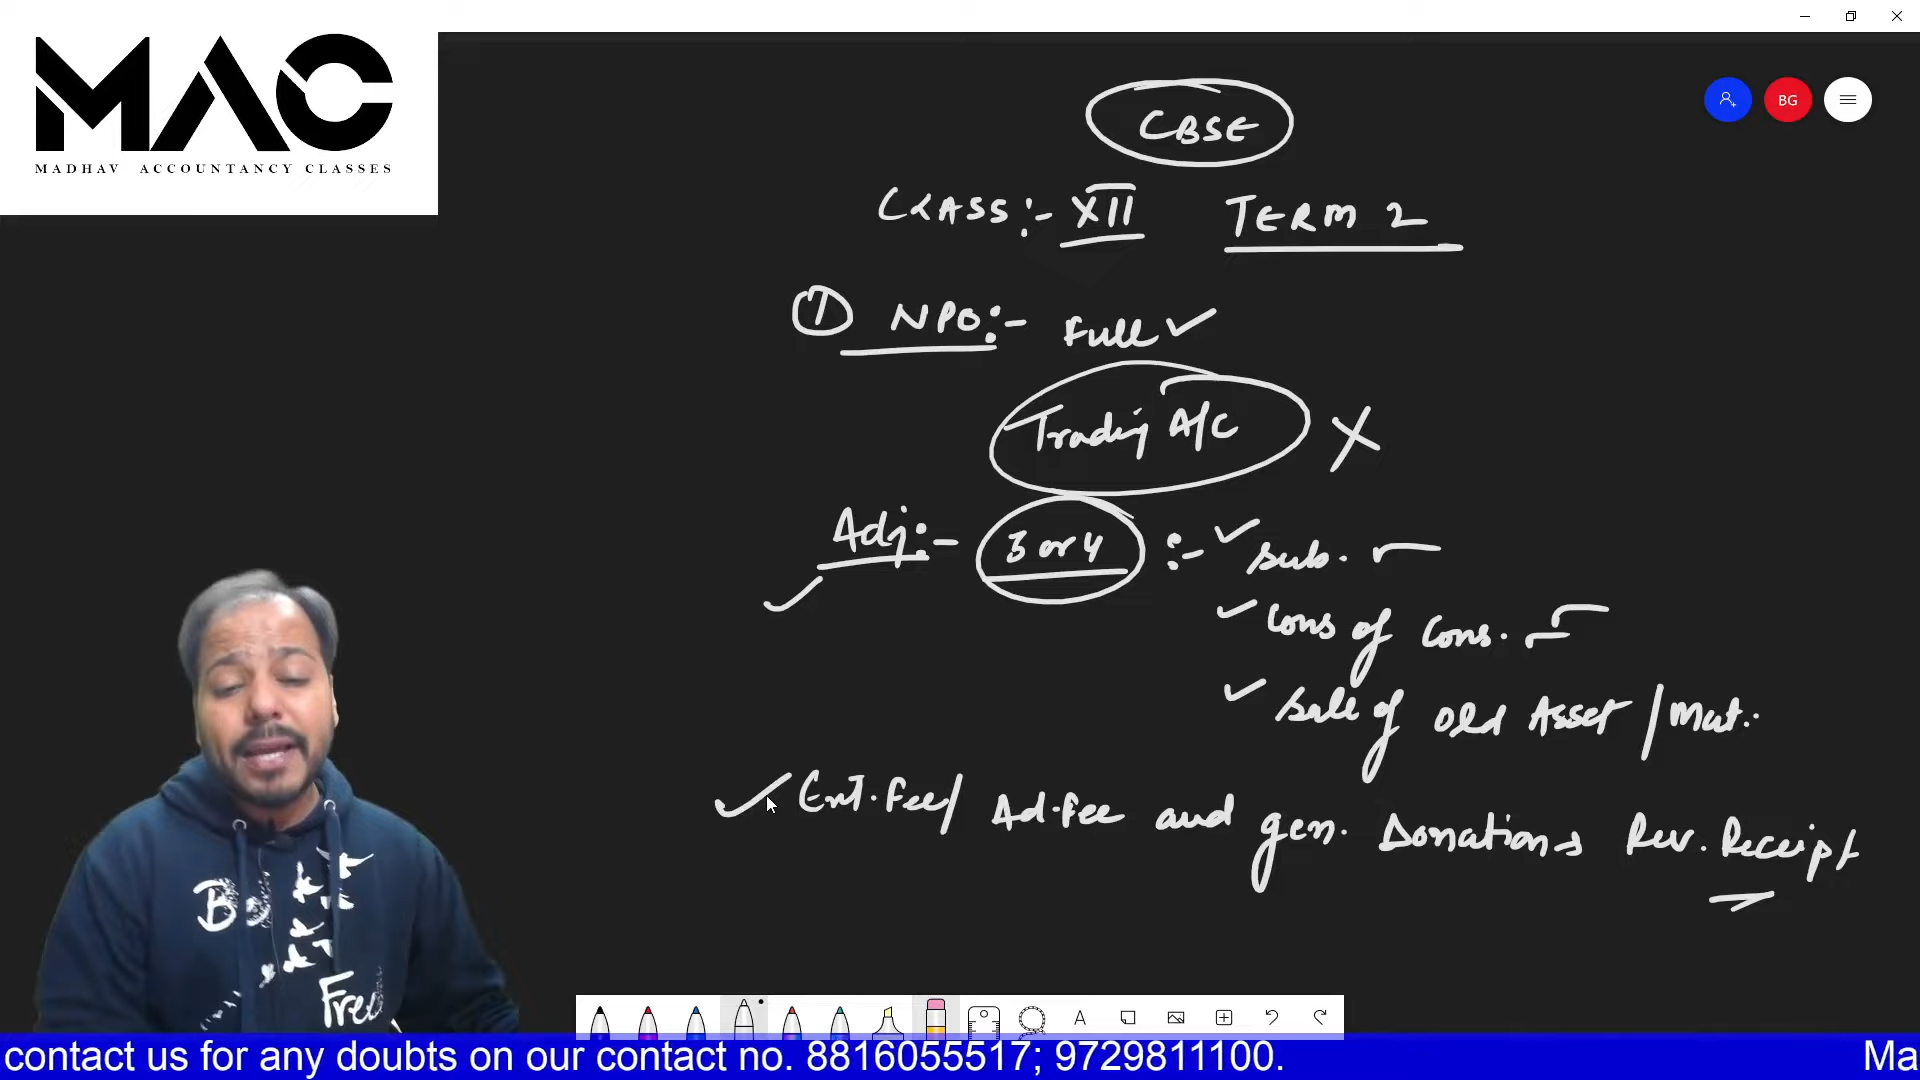 MAC
MADHAV ACCOUNTANCY CLASSES
BG
CBSE
CLASS:- XII TERM 2
① NPO:- Full ✓
Trading A/C X
Adj:- 3 or 4 :- ✓ Sub.
✓ Cons of Cons.
✓ Sale of Old Asset / Mat.
✓ Ent. Fee/ Ad. Fee and gen. Donations Rev. Receipt
Free
A
contact us for any doubts on our contact no. 8816055517; 9729811100. Ma